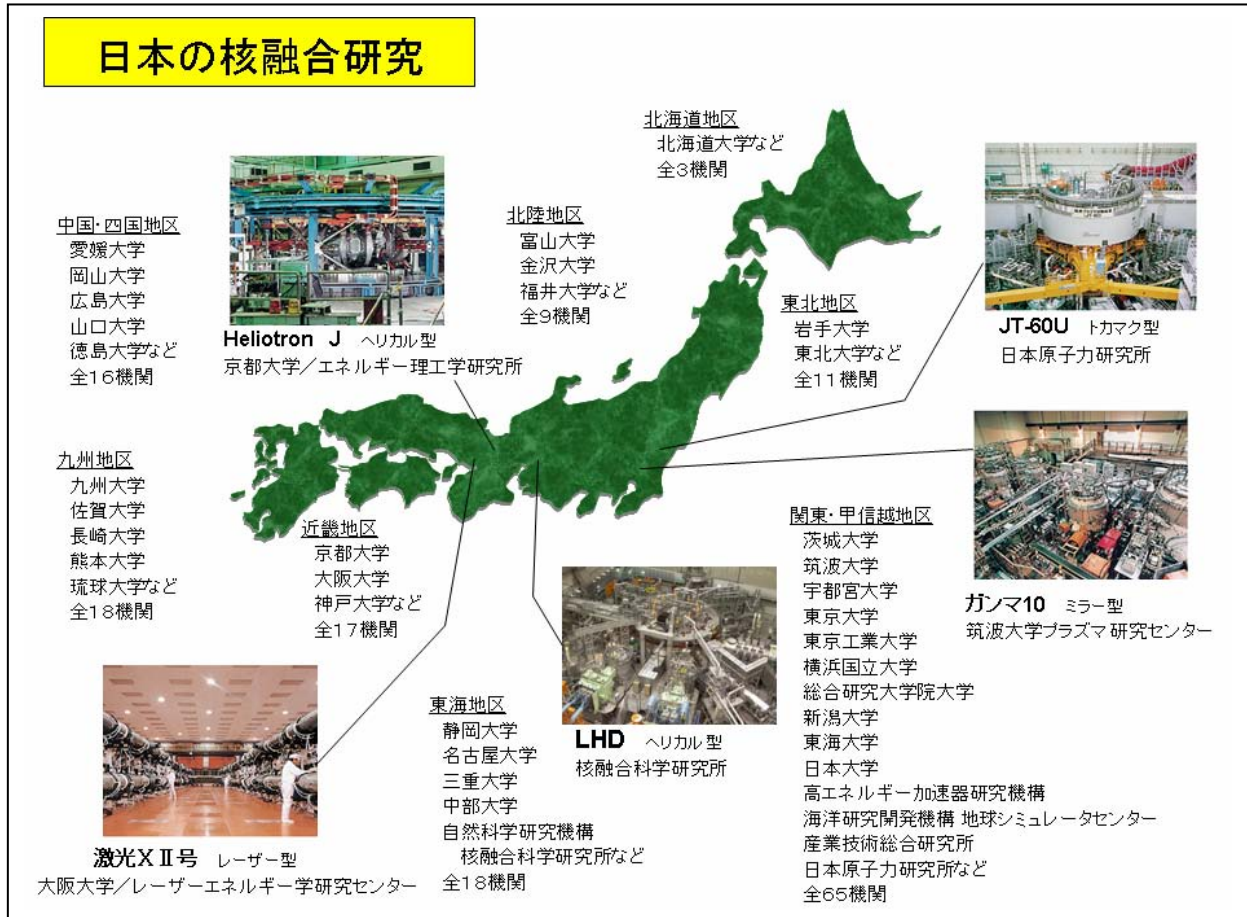 日本の核融合研究
北海道地区
北海道大学など
全3機関
中国・四国地区
愛媛大学
岡山大学
広島大学
山口大学
徳島大学など
全16機関
Heliotron J ヘリカル型
京都大学／エネルギー理工学研究所
北陸地区
富山大学
金沢大学
福井大学など
全9機関
東北地区
岩手大学
東北大学など
全11機関
JT-60U トカマク型
日本原子力研究所
九州地区
九州大学
佐賀大学
長崎大学
熊本大学
琉球大学など
全18機関
近畿地区
京都大学
大阪大学
神戸大学など
全17機関
関東・甲信越地区
茨城大学
筑波大学
宇都宮大学
東京大学
東京工業大学
横浜国立大学
総合研究大学院大学
新潟大学
東海大学
日本大学
高エネルギー加速器研究機構
海洋研究開発機構 地球シミュレータセンター
産業技術総合研究所
日本原子力研究所など
全65機関
ガンマ10 ミラー型
筑波大学プラズマ研究センター
激光ⅩⅡ号 レーザー型
大阪大学／レーザーエネルギー学研究センター
東海地区
静岡大学
名古屋大学
三重大学
中部大学
自然科学研究機構
核融合科学研究所など
全18機関
LHD ヘリカル型
核融合科学研究所